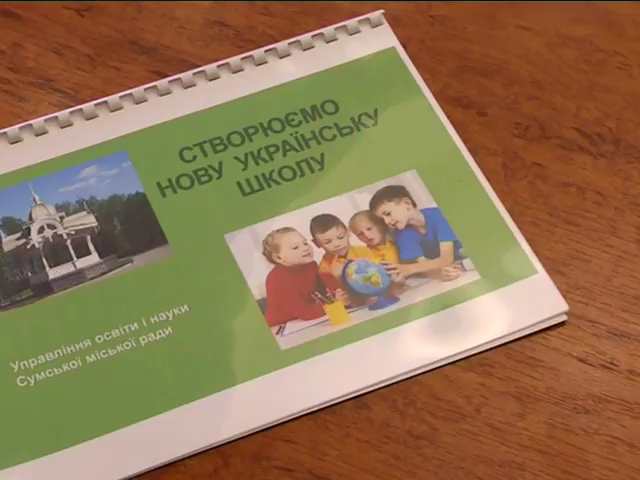 СТВОРЮЄМО
НОВУ УКРАЇНСЬКУ
ШКОЛУ
Управління освіти і науки
Сумської міської ради